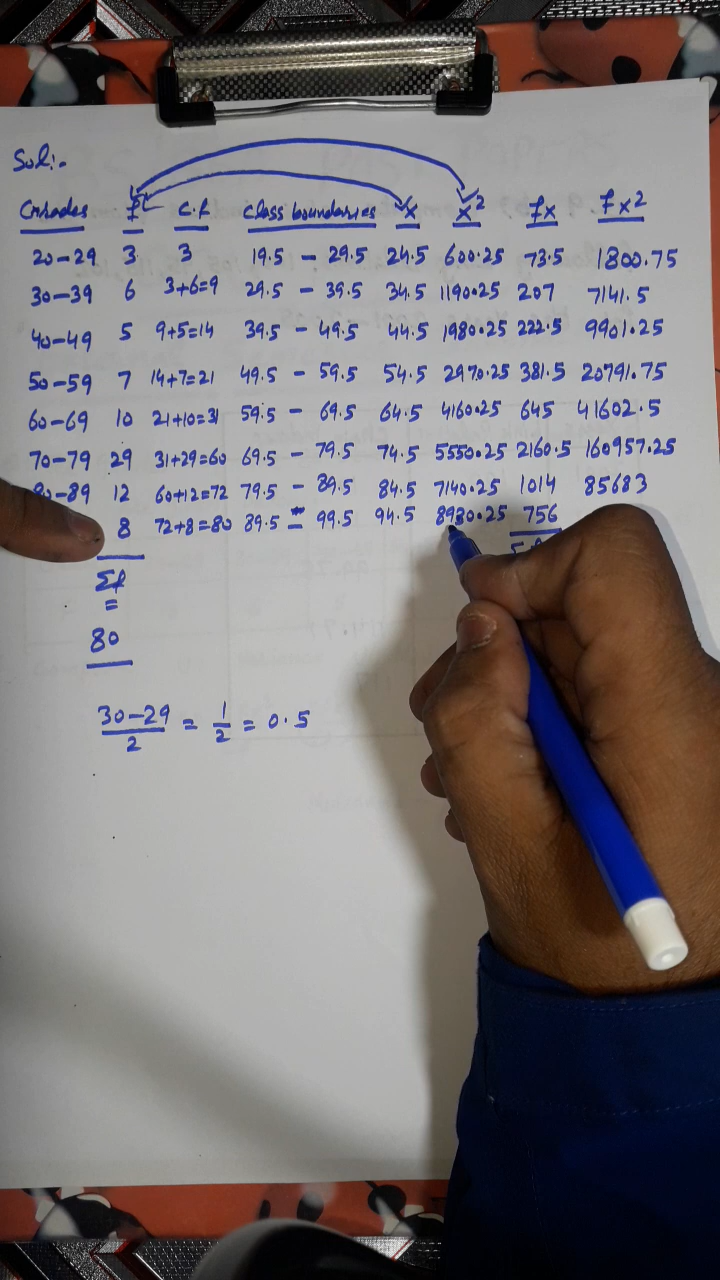 Sol:-
Grades f c.f Class boundaries x x² fx fx²
20-29 3 3 19.5 - 29.5 24.5 600.25 73.5 1800.75
30-39 6 3+6=9 29.5 - 39.5 34.5 1190.25 207 7141.5
40-49 5 9+5=14 39.5 - 49.5 44.5 1980.25 222.5 9901.25
50-59 7 14+7=21 49.5 - 59.5 54.5 2970.25 381.5 20791.75
60-69 10 21+10=31 59.5 - 69.5 64.5 4160.25 645 41602.5
70-79 29 31+29=60 69.5 - 79.5 74.5 5550.25 2160.5 160957.25
80-89 12 60+12=72 79.5 - 89.5 84.5 7140.25 1014 85683
8 72+8=80 89.5 - 99.5 94.5 8930.25 756
Σf
=
80
30-29/2 = 1/2 = 0.5